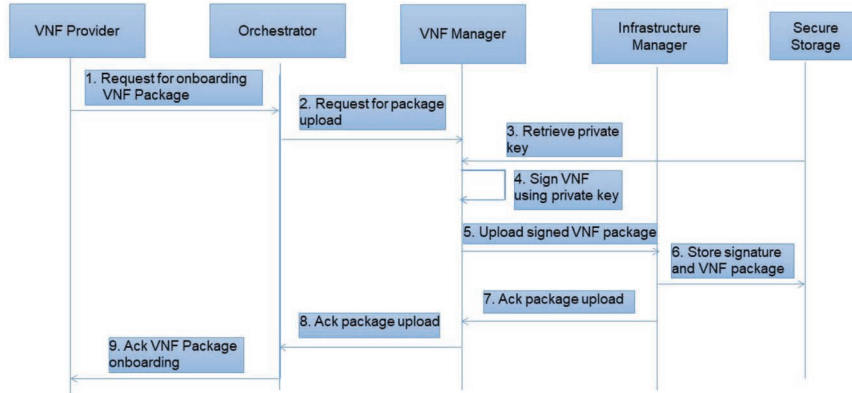 VNF Provider
Orchestrator
VNF Manager
Infrastructure
Manager
Secure
Storage
1. Request for onboarding
VNF Package
2. Request for package
upload
3. Retrieve private
key
4. Sign VNF
using private key
5. Upload signed VNF package
6. Store signature
and VNF package
7. Ack package upload
8. Ack package upload
9. Ack VNF Package
onboarding